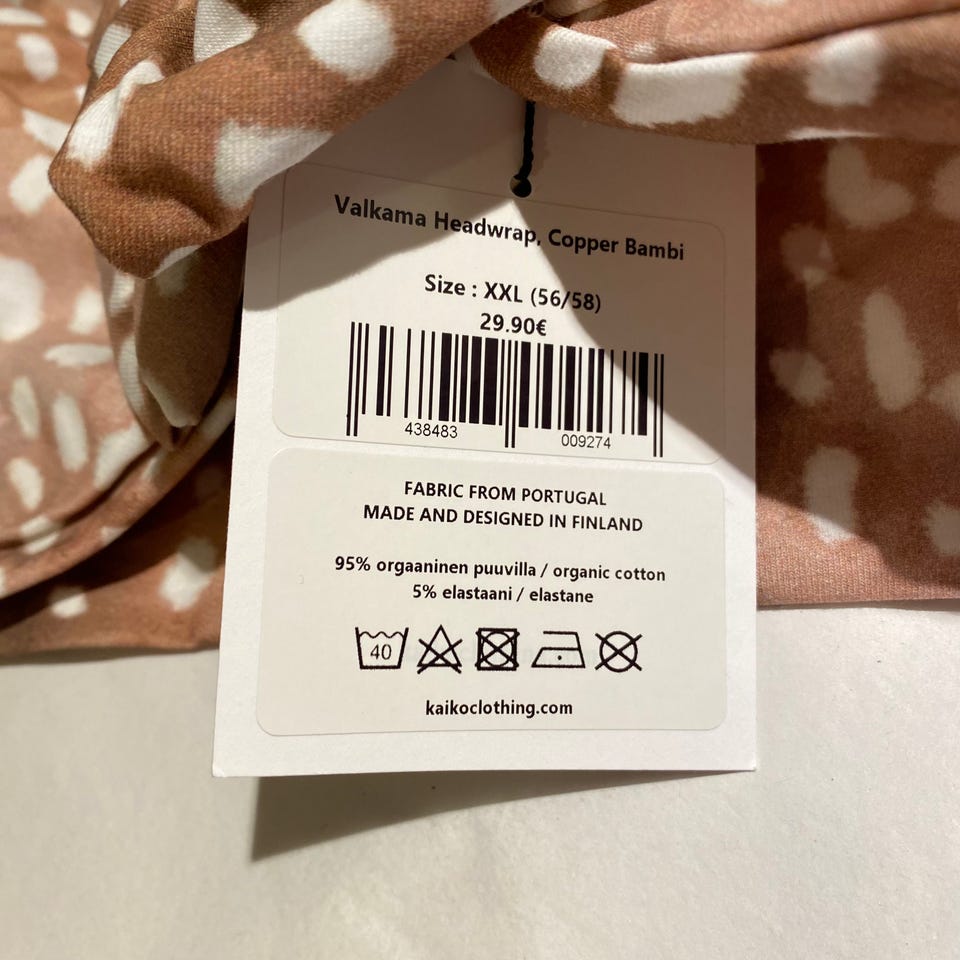 Valkama Headwrap, Copper Bambi
Size : XXL (56/58)
29.90€
438483 009274
FABRIC FROM PORTUGAL
MADE AND DESIGNED IN FINLAND
95% orgaaninen puuvilla / organic cotton
5% elastaani / elastane
40
kaikoclothing.com